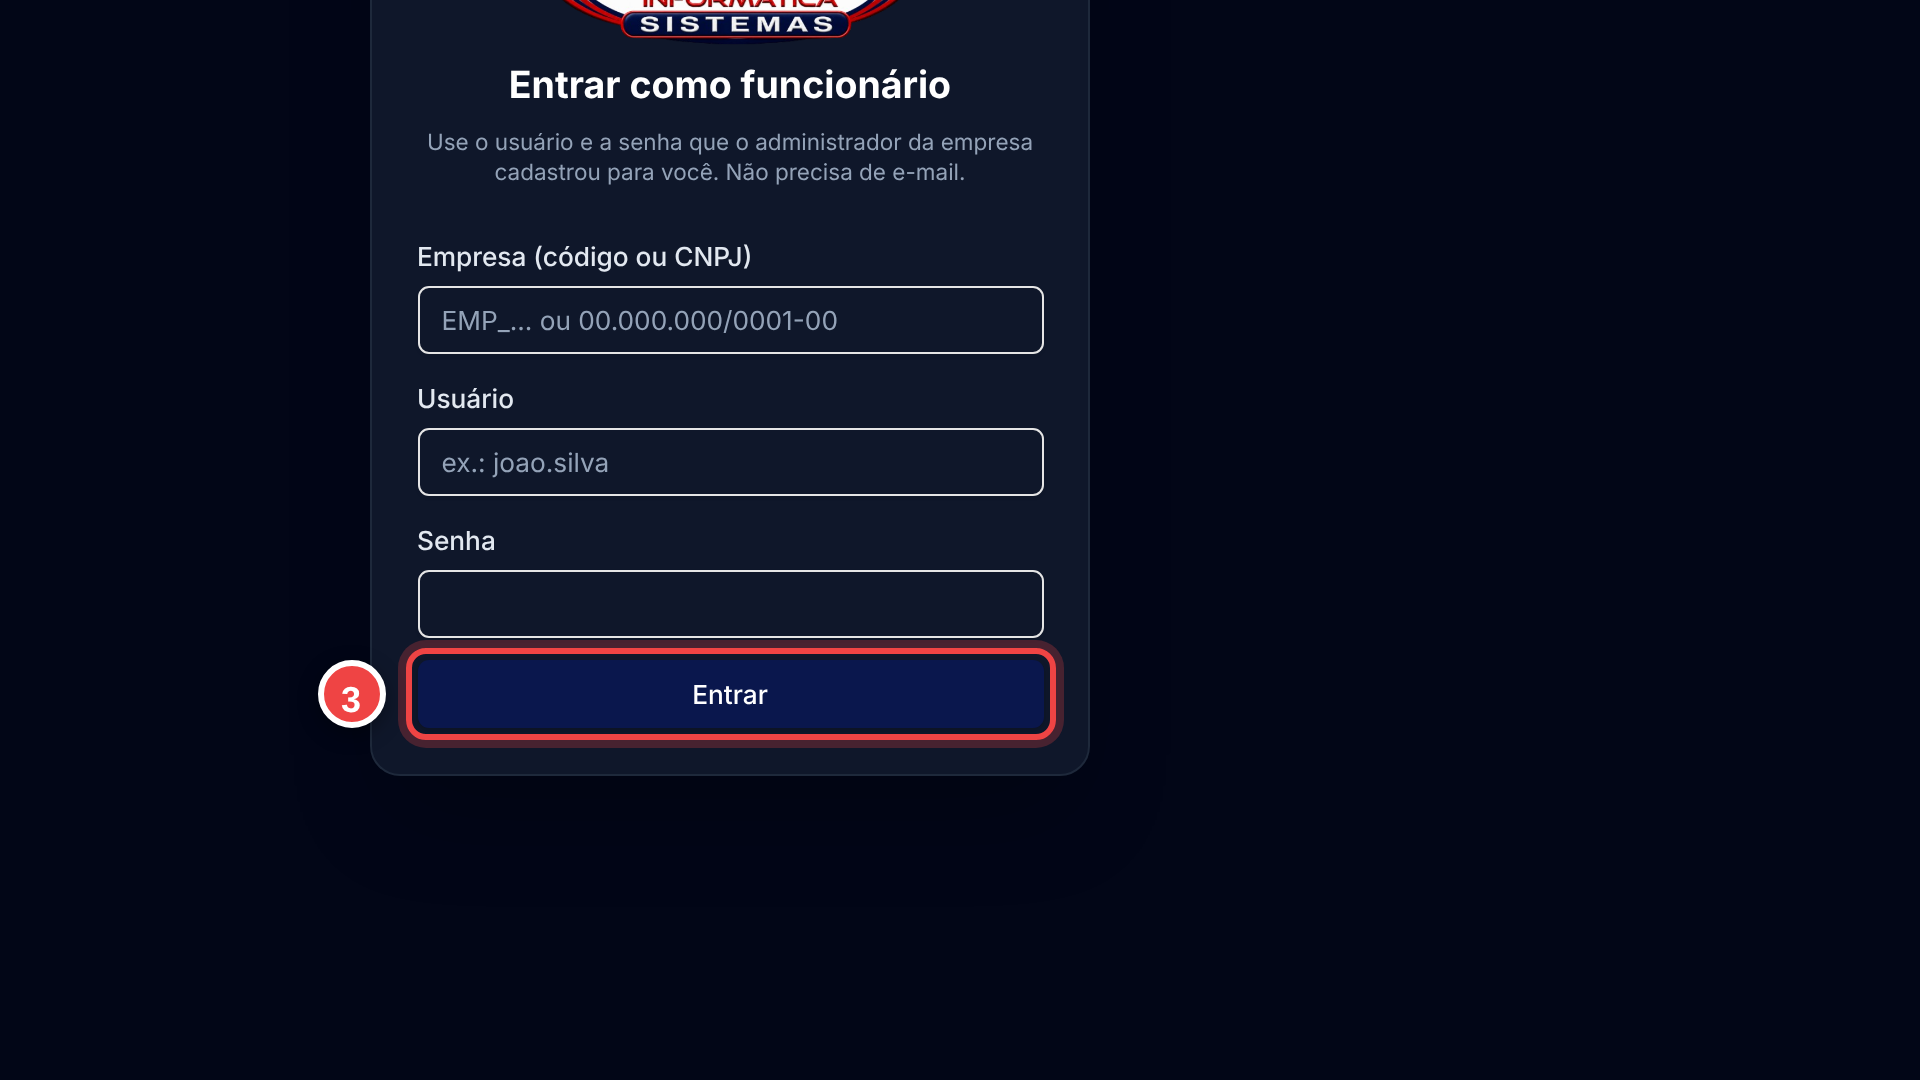 INFORMÁTICA
SISTEMAS
Entrar como funcionário
Use o usuário e a senha que o administrador da empresa
cadastrou para você. Não precisa de e-mail.
Empresa (código ou CNPJ)
EMP_... ou 00.000.000/0001-00
Usuário
ex.: joao.silva
Senha
3
Entrar